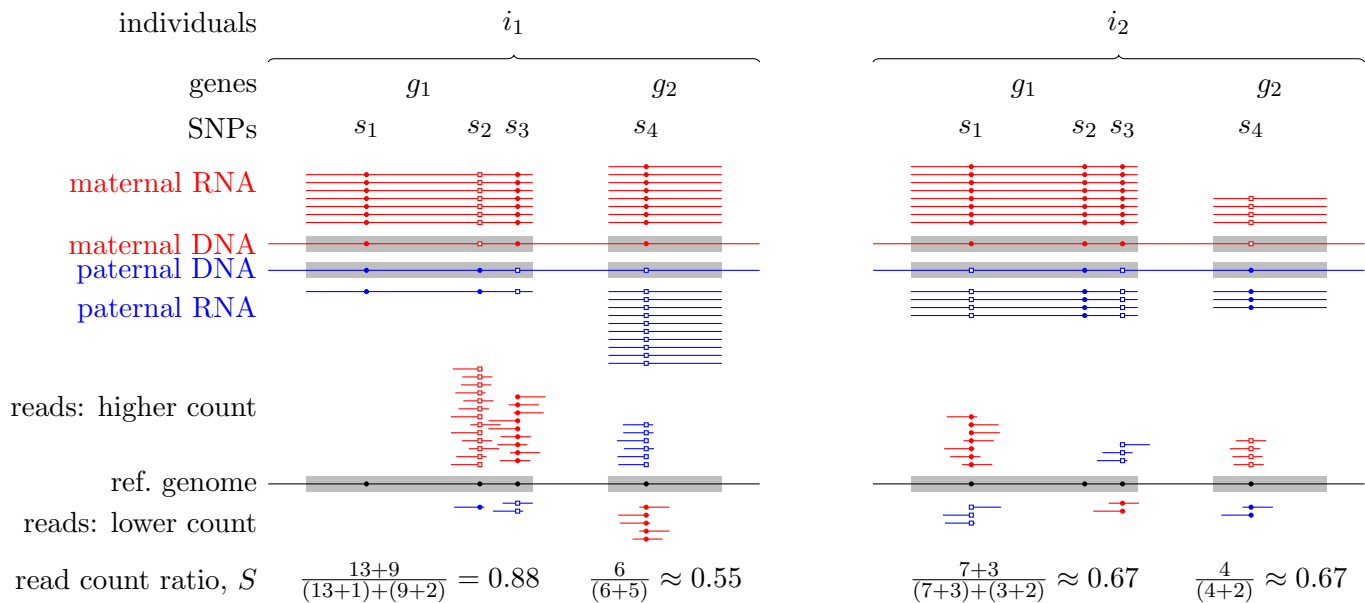 individuals i₁ i₂
genes g₁ g₂ g₁ g₂
SNPs s₁ s₂ s₃ s₄ s₁ s₂ s₃ s₄
maternal RNA
maternal DNA
paternal DNA
paternal RNA
reads: higher count
ref. genome
reads: lower count
read count ratio, S 13+9/(13+1)+(9+2) = 0.88 6/(6+5) ≈ 0.55 7+3/(7+3)+(3+2) ≈ 0.67 4/(4+2) ≈ 0.67